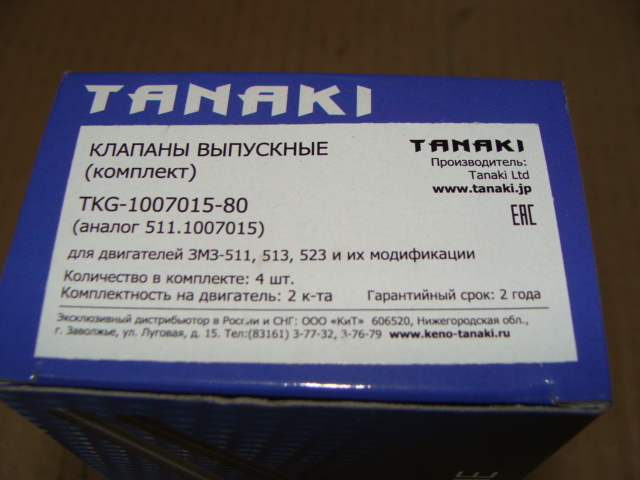 TANAKI
КЛАПАНЫ ВЫПУСКНЫЕ
(комплект)
TANAKI
Производитель:
Tanaki Ltd
www.tanaki.jp
TKG-1007015-80
(аналог 511.1007015)
EAC
для двигателей ЗМЗ-511, 513, 523 и их модификации
Количество в комплекте: 4 шт.
Комплектность на двигатель: 2 к-та Гарантийный срок: 2 года
Эксклюзивный дистрибьютор в России и СНГ: ООО «КиТ» 606520, Нижегородская обл.,
г. Заволжье, ул. Луговая, д. 15. Тел:(83161) 3-77-32, 3-76-79 www.keno-tanaki.ru